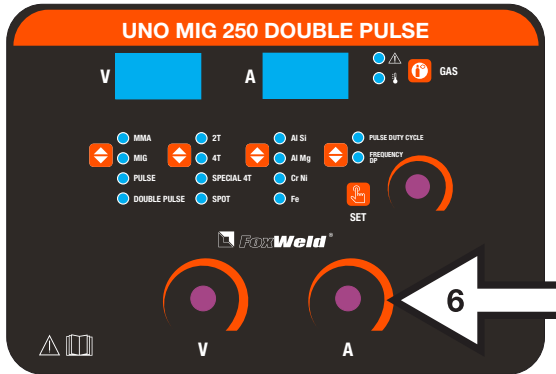 UNO MIG 250 DOUBLE PULSE
V
A
GAS
MMA
MIG
PULSE
DOUBLE PULSE
2T
4T
SPECIAL 4T
SPOT
Al Si
Al Mg
Cr Ni
Fe
PULSE DUTY CYCLE
FREQUENCY
DP
SET
FoxWeld®
6
V
A